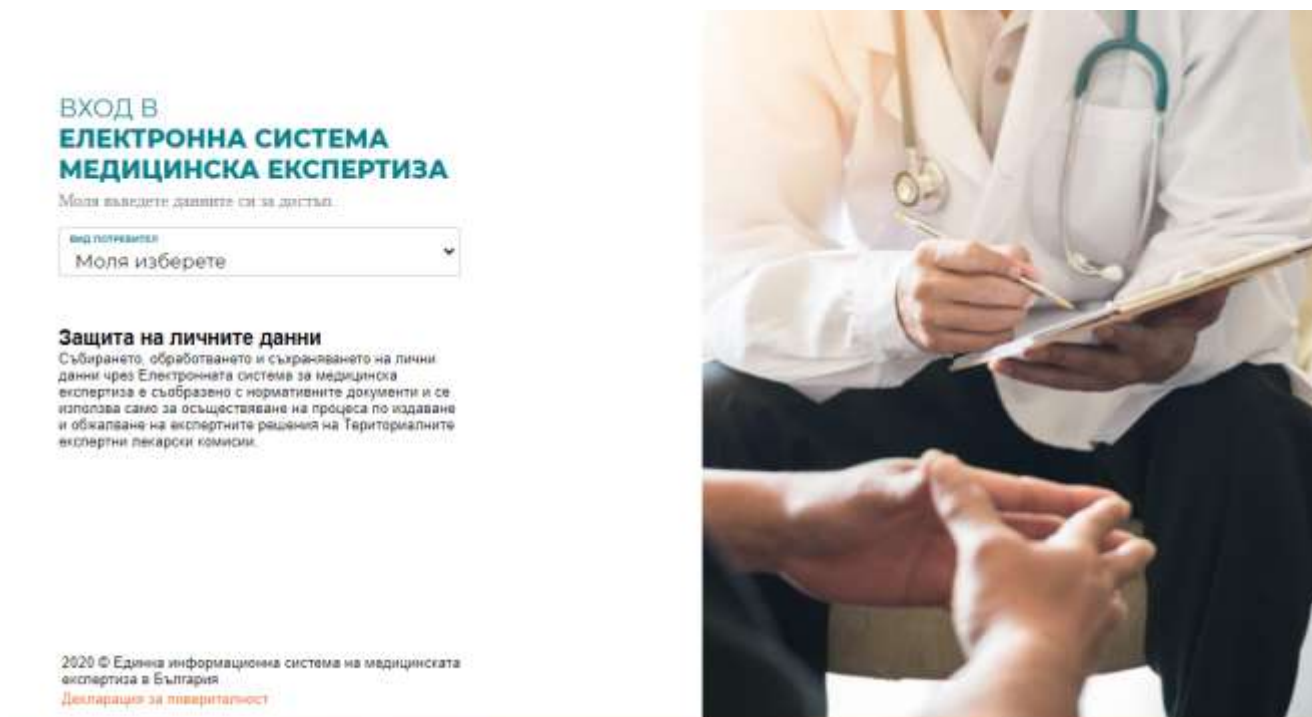 ВХОД В
ЕЛЕКТРОННА СИСТЕМА
МЕДИЦИНСКА ЕКСПЕРТИЗА
Моля въведете данните си за достъп.
ВИД ПОТРЕБИТЕЛ
Моля изберете
Защита на личните данни
Събирането, обработването и съхраняването на лични
данни чрез Електронната система за медицинска
експертиза е съобразено с нормативните документи и се
използва само за осъществяване на процеса по издаване
и обжалване на експертните решения на Териториалните
експертни лекарски комисии.
2020 © Единна информационна система на медицинската
експертиза в България
Декларация за поверителност